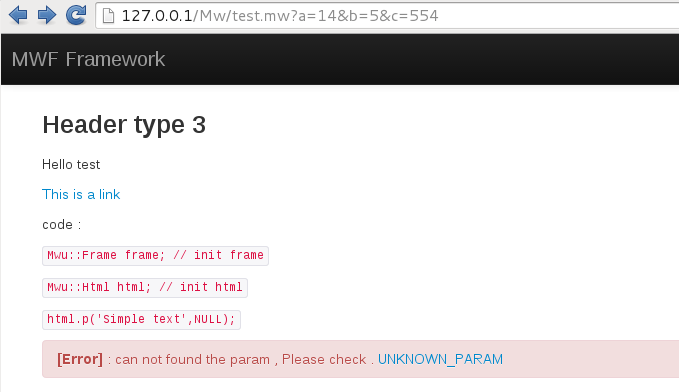 127.0.0.1/Mw/test.mw?a=14&b=5&c=554
MWF Framework
Header type 3
Hello test
This is a link
code :
Mwu::Frame frame; // init frame
Mwu::Html html; // init html
html.p('Simple text',NULL);
[Error] : can not found the param , Please check . UNKNOWN_PARAM